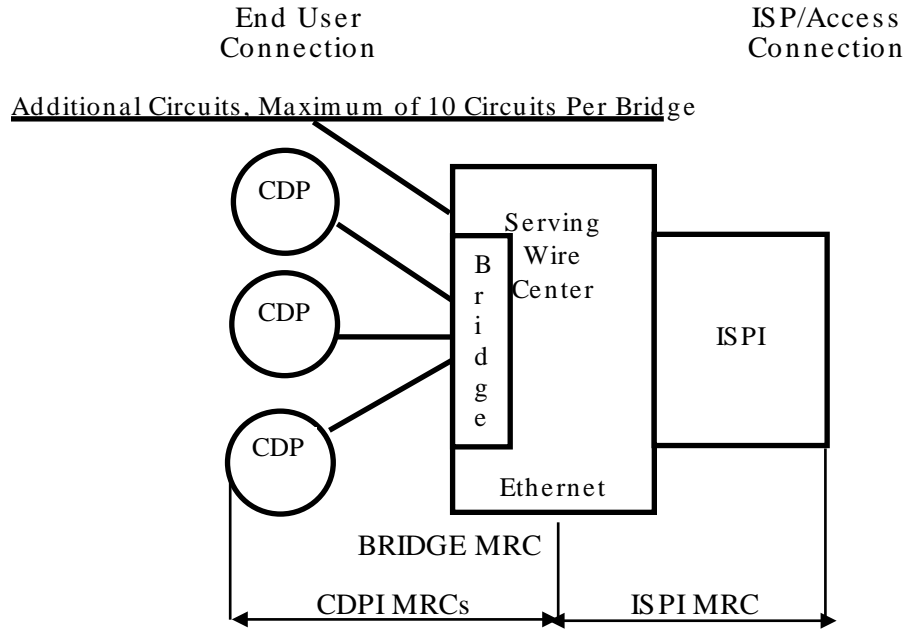 End User
Connection
ISP/Access
Connection
Additional Circuits, Maximum of 10 Circuits Per Bridge
CDP
CDP
CDP
Bridge
Serving
Wire
Center
Ethernet
ISPI
BRIDGE MRC
CDPI MRCs
ISPI MRC